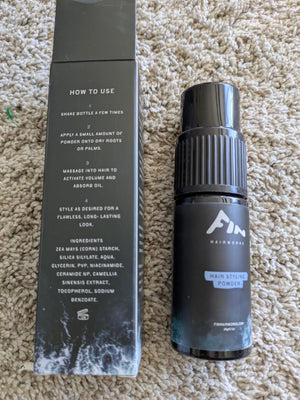 HOW TO USE
1
SHAKE BOTTLE A FEW TIMES
2
APPLY A SMALL AMOUNT OF
POWDER ONTO DRY ROOTS
OR PALMS.
3
MASSAGE INTO HAIR TO
ACTIVATE VOLUME AND
ABSORB OIL.
4
STYLE AS DESIRED FOR A
FLAWLESS, LONG- LASTING
LOOK.
INGREDIENTS
ZEA MAYS (CORN) STARCH,
SILICA SILYLATE, AQUA,
GLYCERIN, PVP, NIACINAMIDE,
CERAMIDE NP, CAMELLIA
SINENSIS EXTRACT,
TOCOPHEROL, SODIUM
BENZOATE.
FIN
HAIRWORKS
HAIR STYLING
POWDER